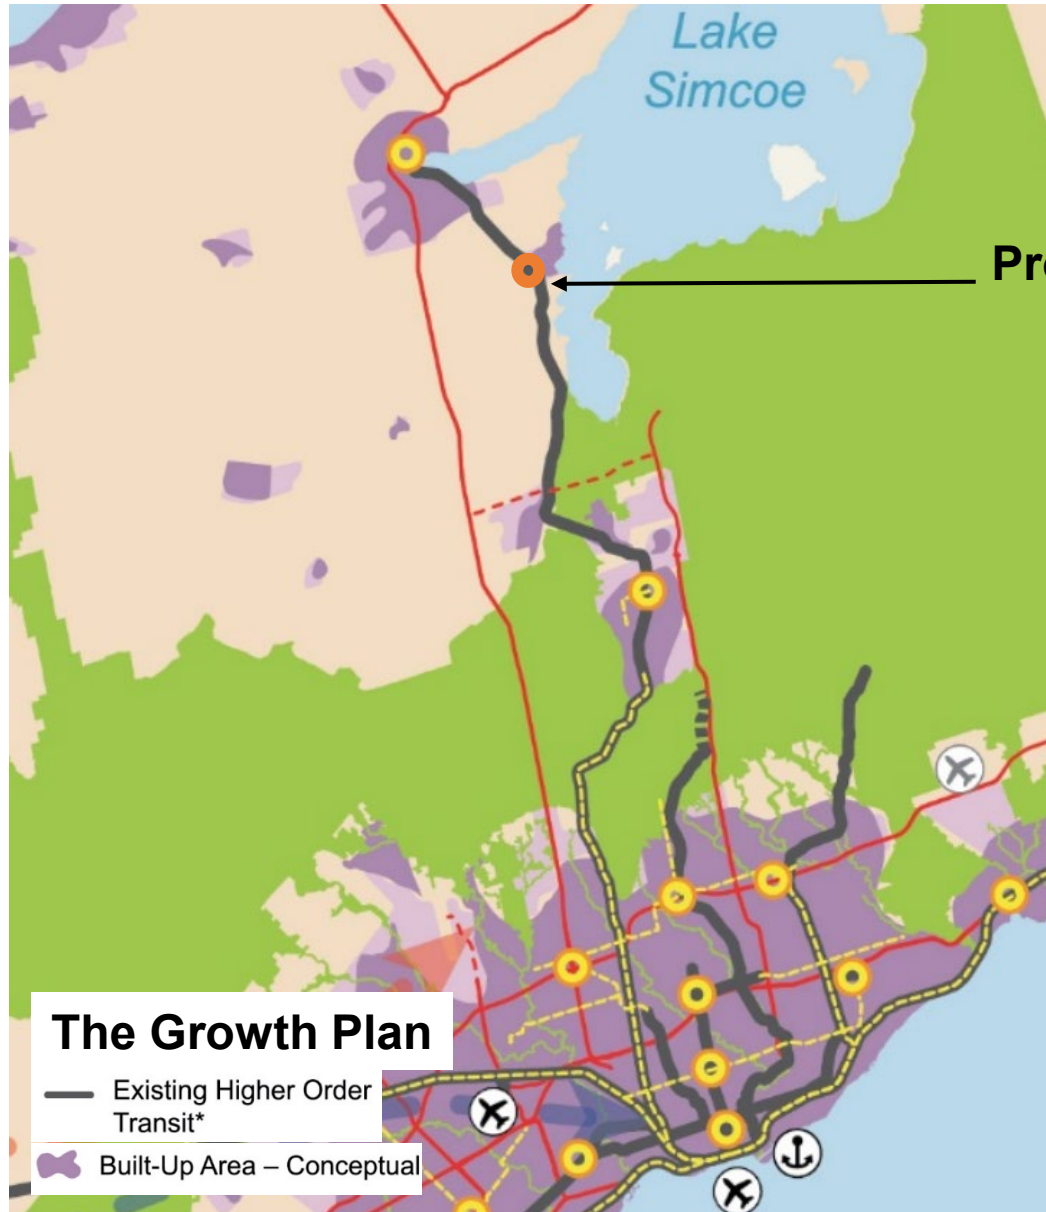 Lake
Simcoe
The Growth Plan
Existing Higher Order
Transit*
Built-Up Area – Conceptual